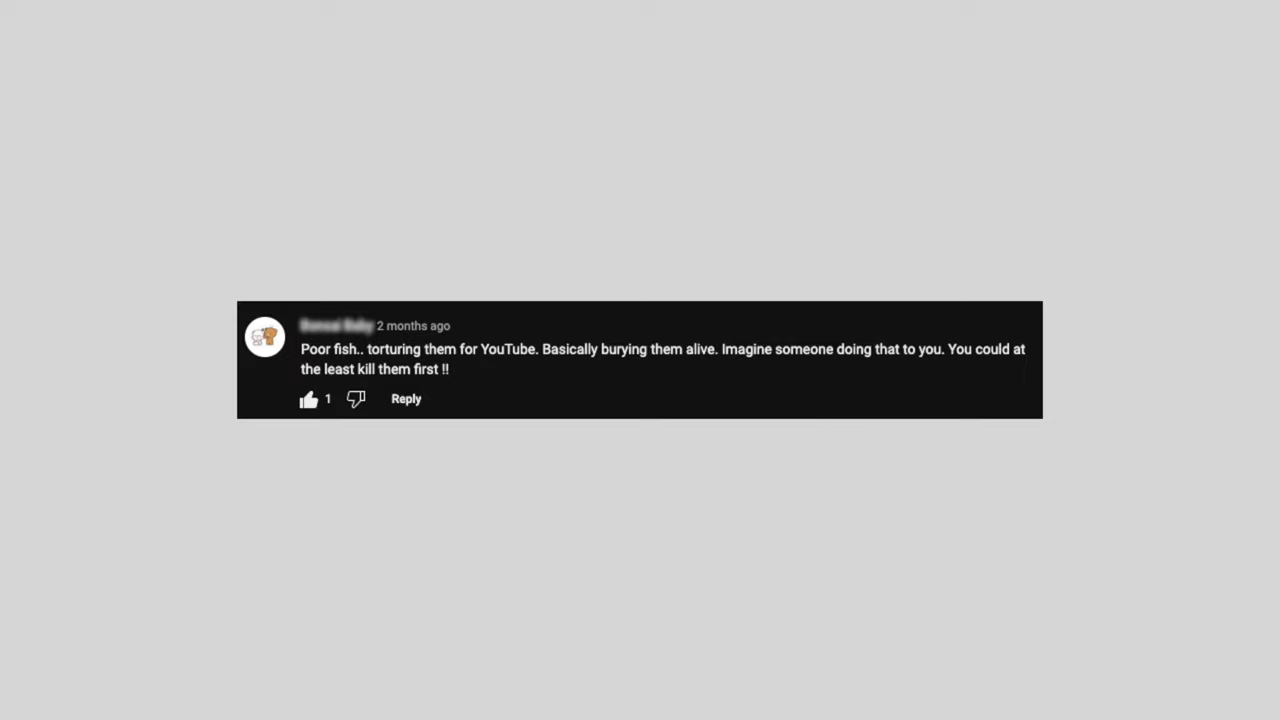 2 months ago
Poor fish.. torturing them for YouTube. Basically burying them alive. Imagine someone doing that to you. You could at
the least kill them first !!
1 Reply